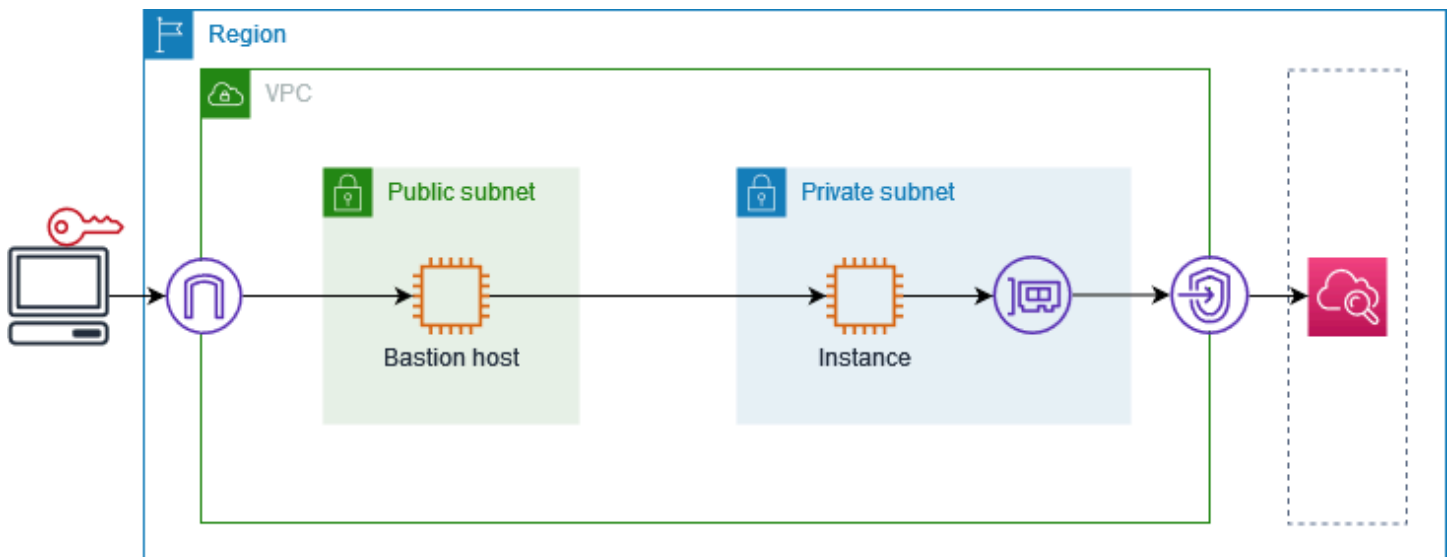 Region
VPC
Public subnet
Private subnet
Bastion host
Instance